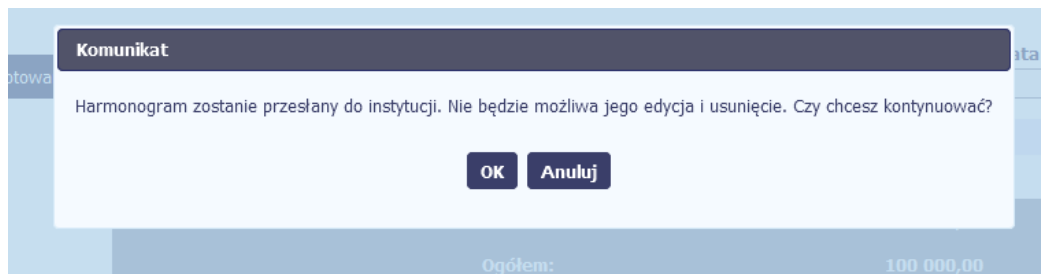 Komunikat
Harmonogram zostanie przesłany do instytucji. Nie będzie możliwa jego edycja i usunięcie. Czy chcesz kontynuować?
OK Anuluj
Ogółem: 100 000,00